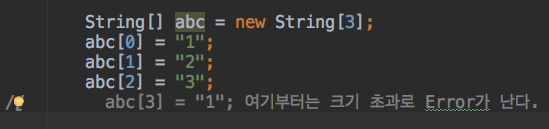 String[] abc = new String[3];
abc[0] = "1";
abc[1] = "2";
abc[2] = "3";
// abc[3] = "1"; 여기부터는 크기 초과로 Error가 난다.